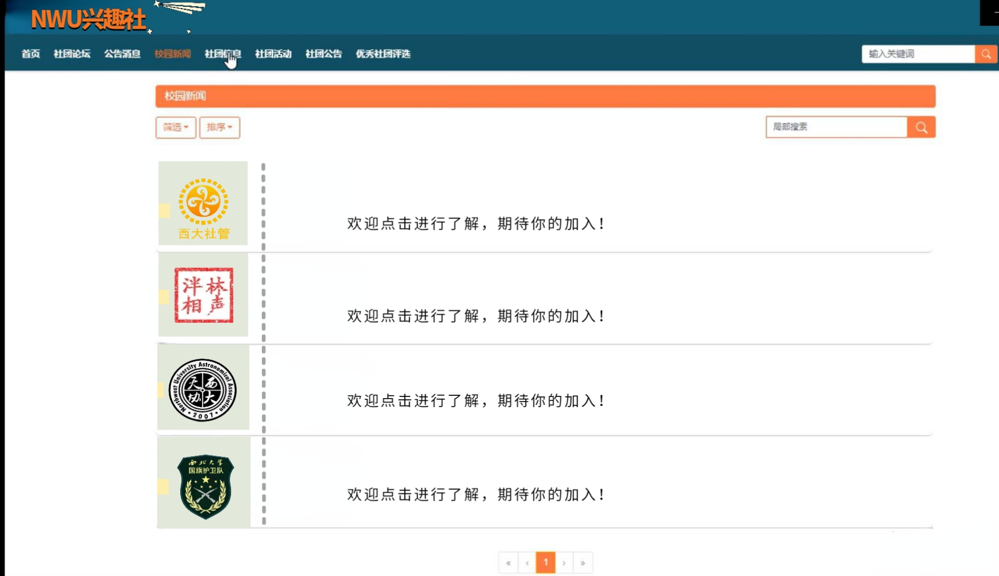 NWU兴趣社
首页 社团论坛 公告消息 校园新闻 社团信息 社团活动 社团公告 优秀社团评选 输入关键词
校园新闻
筛选 排序 局部搜索
西大社管
欢迎点击进行了解，期待你的加入！
泮林
相声
欢迎点击进行了解，期待你的加入！
Northwest University Astronomical Association
天西
协大
2007
欢迎点击进行了解，期待你的加入！
西北大学
国旗护卫队
欢迎点击进行了解，期待你的加入！
« ‹ 1 › »